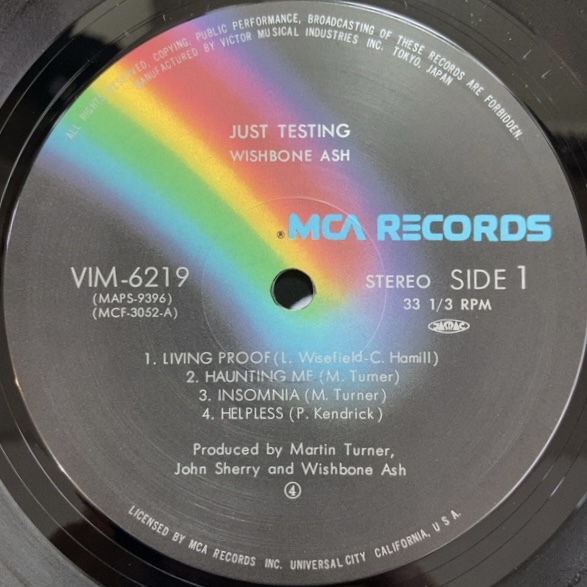 ALL RIGHTS RESERVED, COPYING, PUBLIC PERFORMANCE, BROADCASTING OF THESE RECORDS ARE FORBIDDEN.
MANUFACTURED BY VICTOR MUSICAL INDUSTRIES INC. TOKYO, JAPAN
JUST TESTING
WISHBONE ASH
® MCA RECORDS
VIM-6219
(MAPS-9396)
(MCF-3052-A)
STEREO SIDE 1
33 1/3 RPM
JASRAC
1. LIVING PROOF (L. Wisefield-C. Hamill)
2. HAUNTING ME (M. Turner)
3. INSOMNIA (M. Turner)
4. HELPLESS (P. Kendrick)
Produced by Martin Turner,
John Sherry and Wishbone Ash
④
LICENSED BY MCA RECORDS INC. UNIVERSAL CITY CALIFORNIA, U S A.